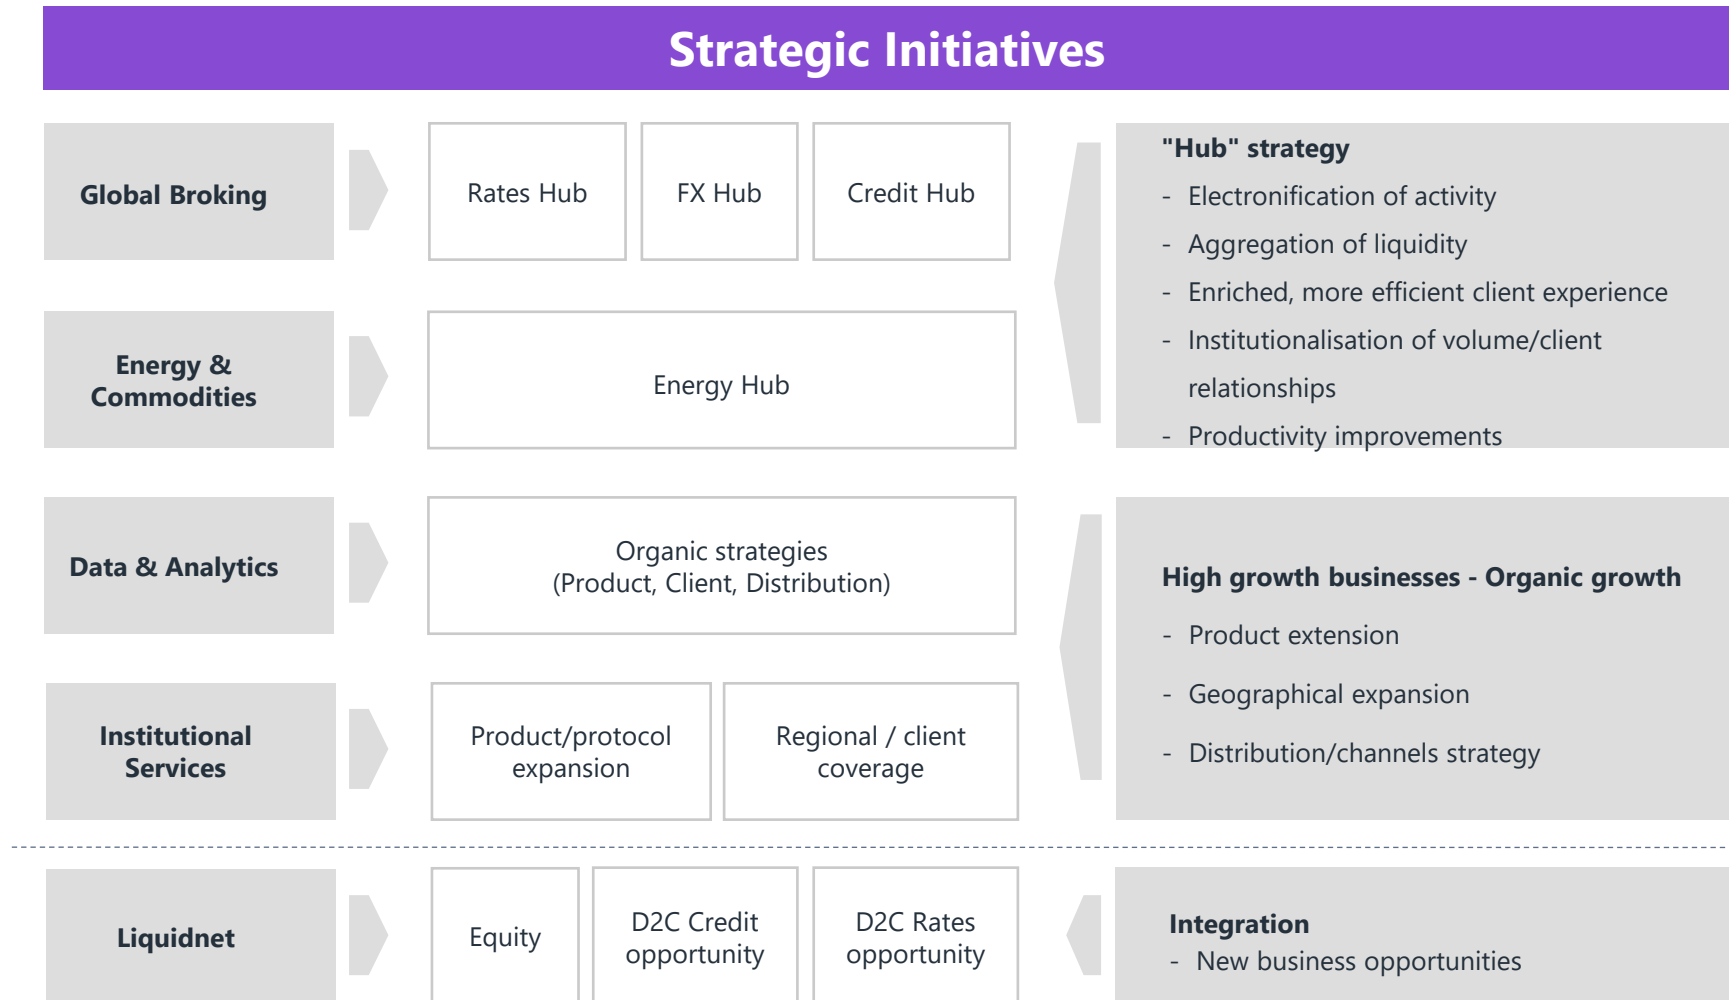 Strategic Initiatives
Global Broking
Rates Hub
FX Hub
Credit Hub
"Hub" strategy
- Electronification of activity
- Aggregation of liquidity
- Enriched, more efficient client experience
- Institutionalisation of volume/client
relationships
- Productivity improvements
Energy &
Commodities
Energy Hub
Data & Analytics
Organic strategies
(Product, Client, Distribution)
High growth businesses - Organic growth
- Product extension
- Geographical expansion
- Distribution/channels strategy
Institutional
Services
Product/protocol
expansion
Regional / client
coverage
Liquidnet
Equity
D2C Credit
opportunity
D2C Rates
opportunity
Integration
- New business opportunities